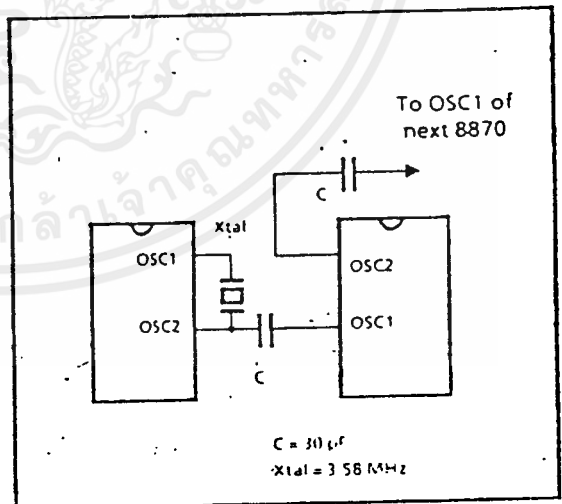 To OSC1 of
next 8870
C
Xtal
OSC1
OSC2
OSC2
OSC1
C
C = 30 pF
Xtal = 3.58 MHz